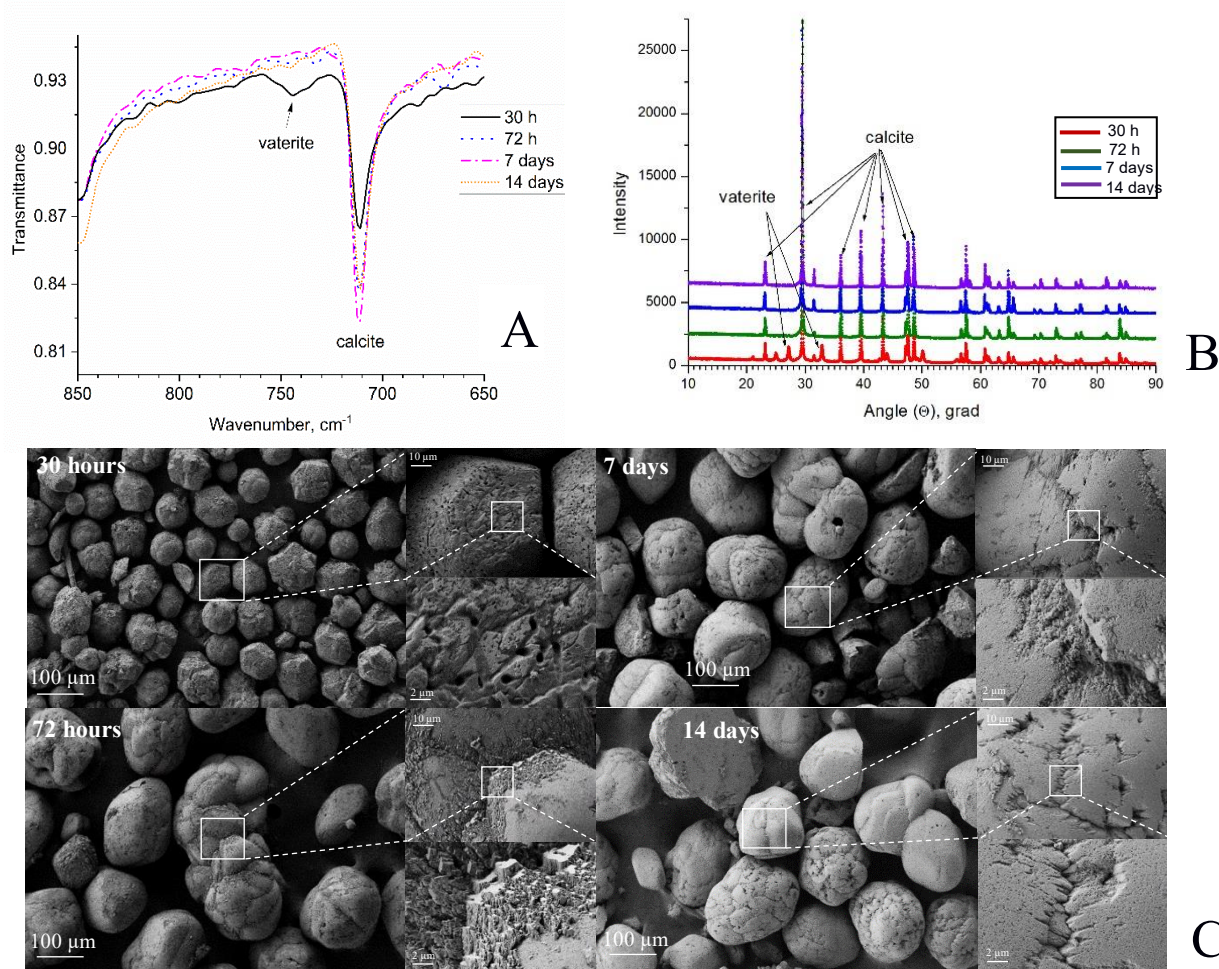 0.93
0.90
0.87
0.84
0.81
850
800
750
700
650
Transmittance
Wavenumber, cm-1
vaterite
calcite
30 h
72 h
7 days
14 days
A
25000
20000
15000
10000
5000
0
10
20
30
40
50
60
70
80
90
Intensity
Angle (Θ), grad
calcite
vaterite
30 h
72 h
7 days
14 days
B
30 hours
100 µm
10 µm
2 µm
7 days
100 µm
10 µm
2 µm
72 hours
100 µm
10 µm
2 µm
14 days
100 µm
10 µm
2 µm
C